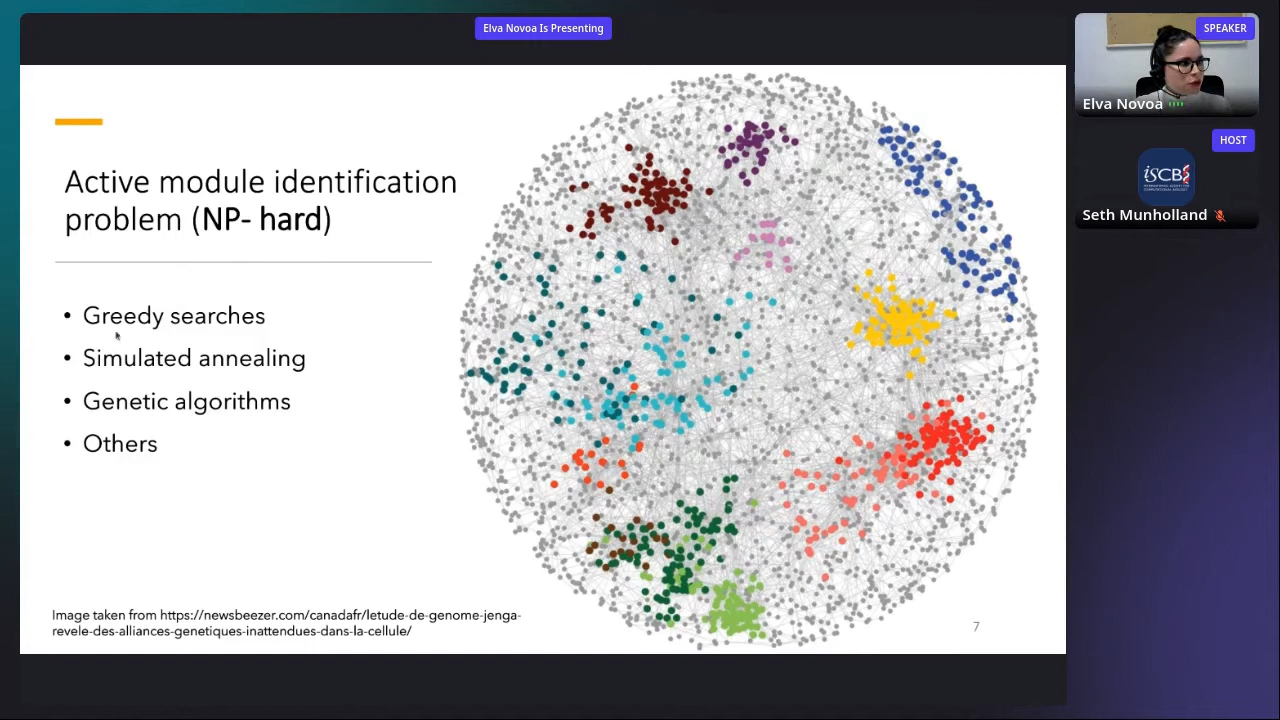 Elva Novoa Is Presenting
SPEAKER
Elva Novoa
HOST
iSCB
Seth Munholland
Active module identification
problem (NP- hard)
• Greedy searches
• Simulated annealing
• Genetic algorithms
• Others
Image taken from https://newsbeezer.com/canadafr/letude-de-genome-jenga-
revele-des-alliances-genetiques-inattendues-dans-la-cellule/
7